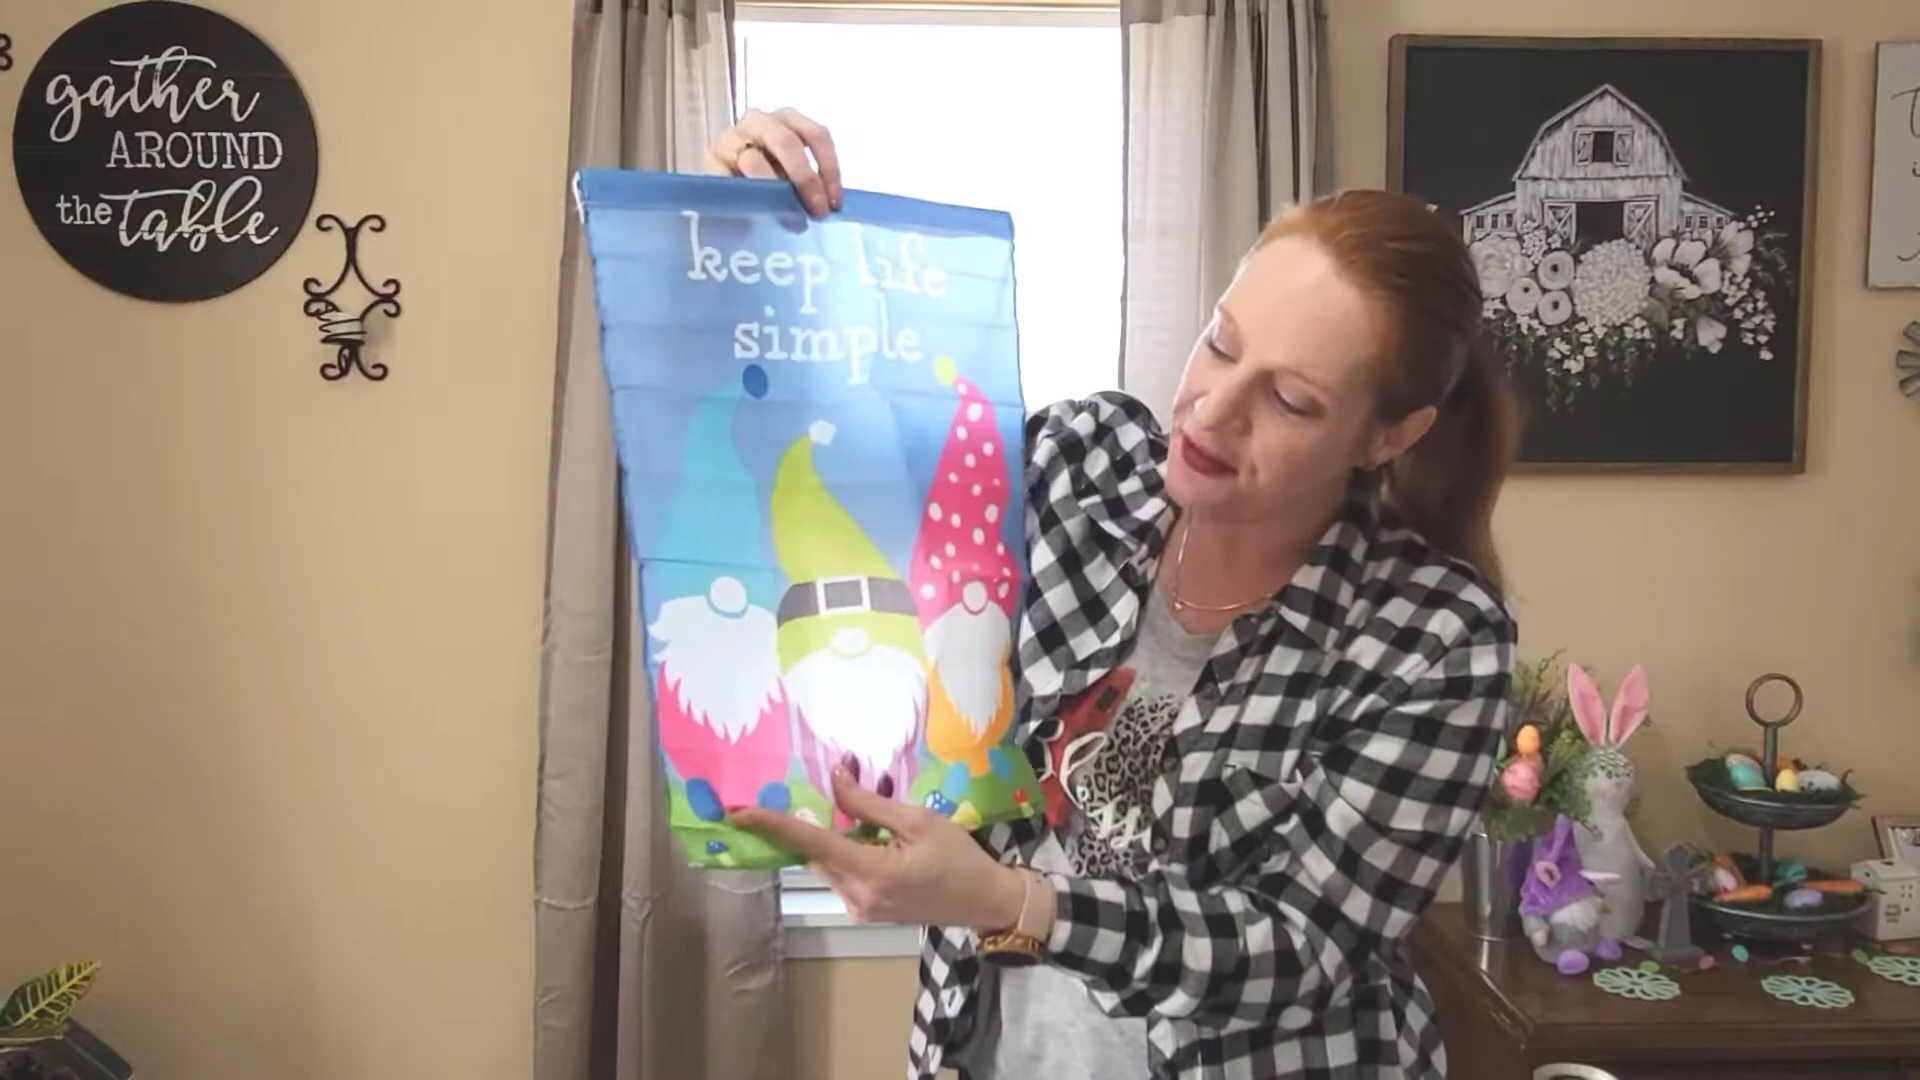 gather
AROUND
the table
keep life
simple